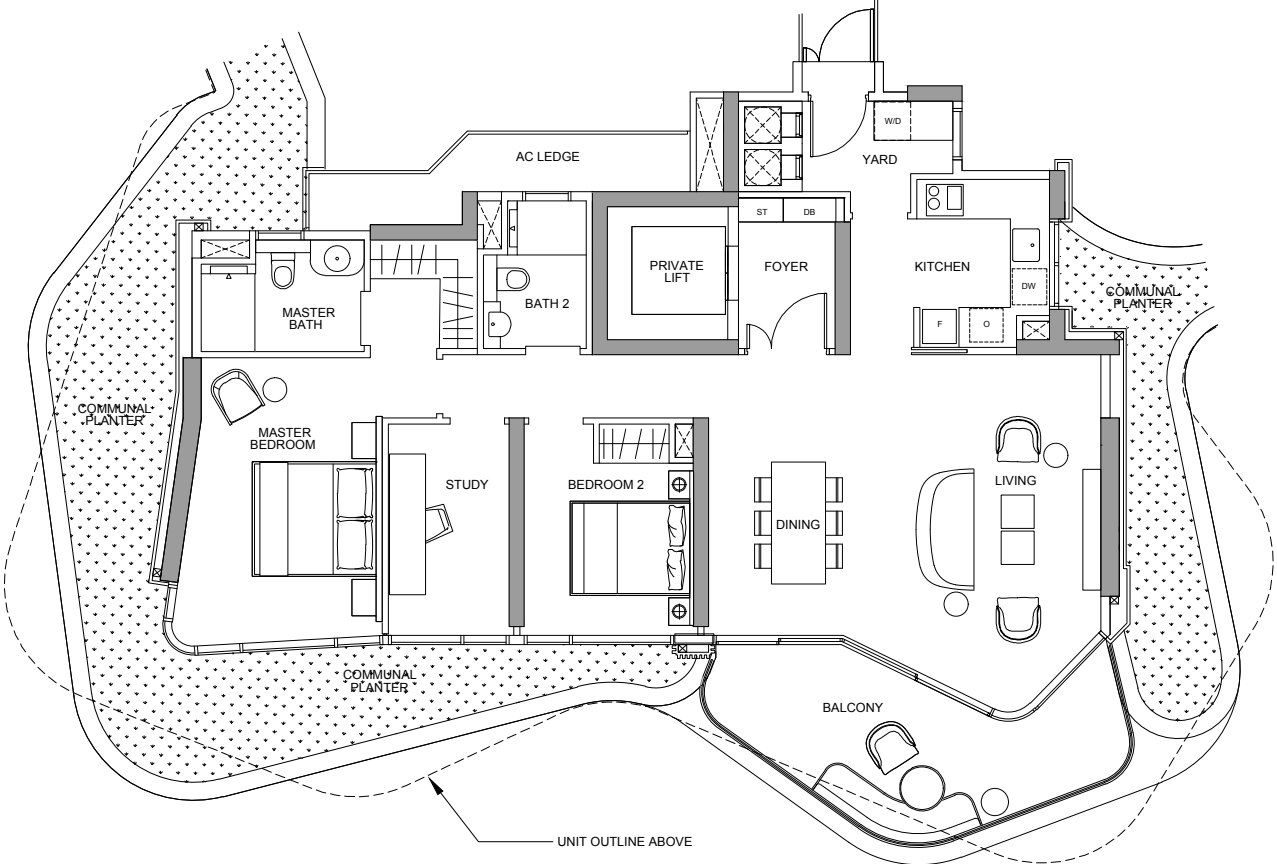 W/D
AC LEDGE
YARD
ST
DB
PRIVATE
LIFT
FOYER
KITCHEN
MASTER
BATH
BATH 2
DW
COMMUNAL
PLANTER
F
O
COMMUNAL
PLANTER
MASTER
BEDROOM
STUDY
BEDROOM 2
LIVING
DINING
COMMUNAL
PLANTER
BALCONY
UNIT OUTLINE ABOVE